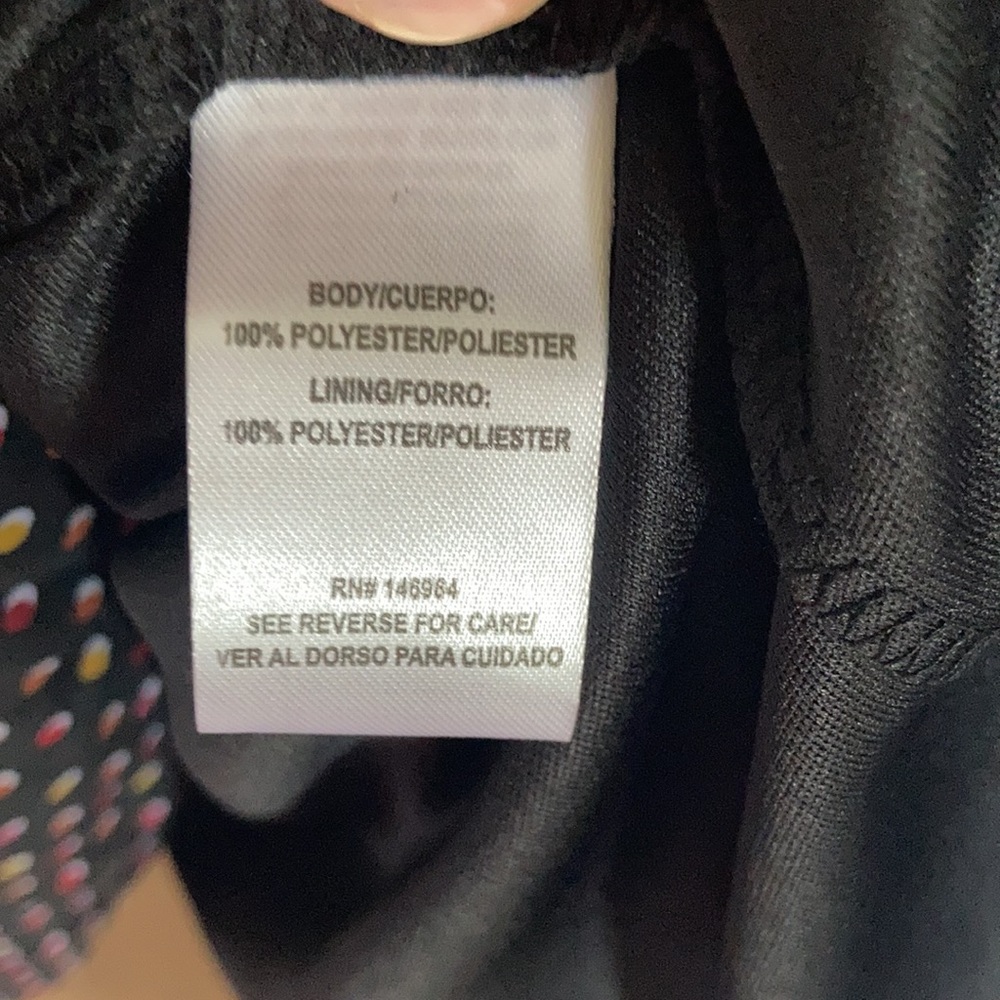 BODY/CUERPO:
100% POLYESTER/POLIESTER
LINING/FORRO:
100% POLYESTER/POLIESTER
RN# 146964
SEE REVERSE FOR CARE/
VER AL DORSO PARA CUIDADO